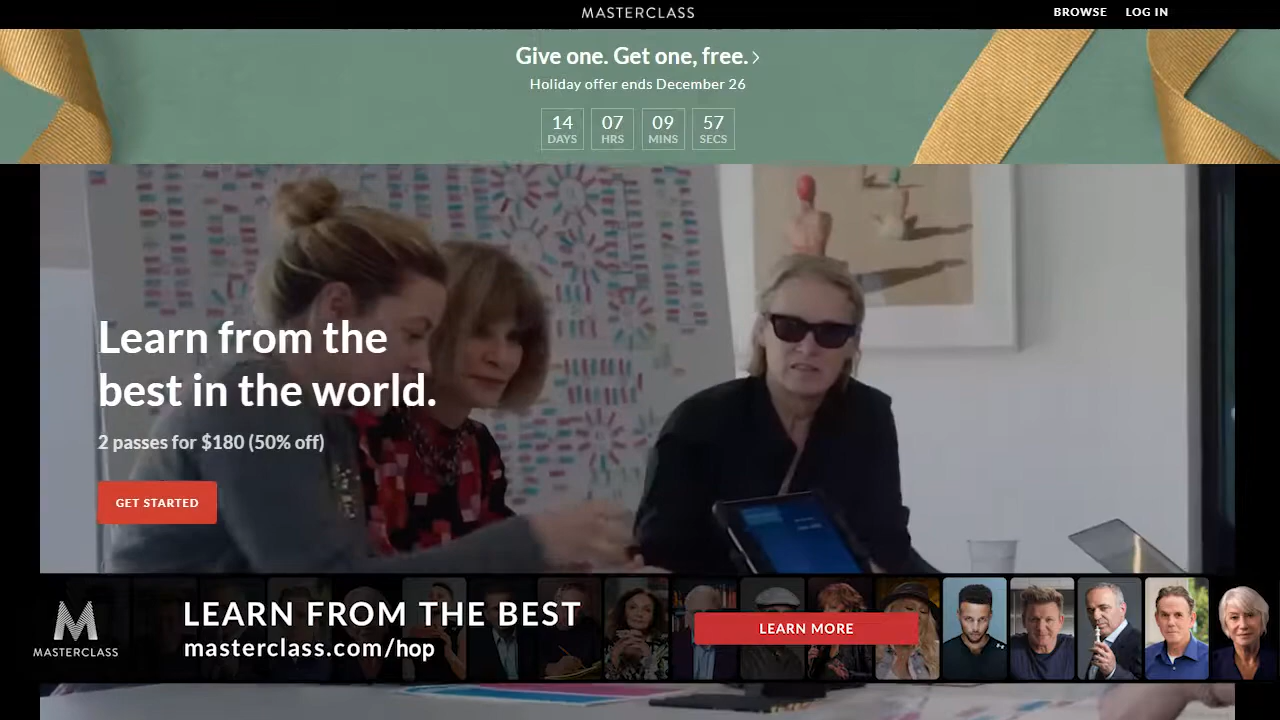 MASTERCLASS
BROWSE LOG IN
Give one. Get one, free. >
Holiday offer ends December 26
14 07 09 57
DAYS HRS MINS SECS
Learn from the
best in the world.
2 passes for $180 (50% off)
GET STARTED
LEARN FROM THE BEST
masterclass.com/hop
MASTERCLASS
LEARN MORE